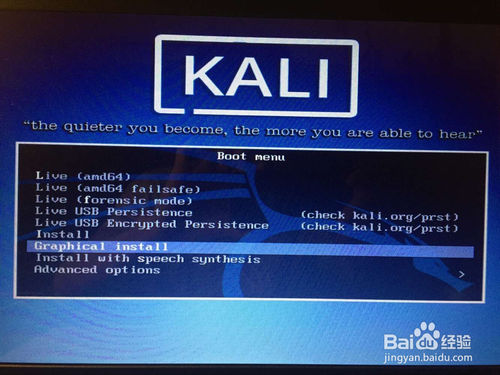 KALI
“the quieter you become, the more you are able to hear”
Boot menu
Live (amd64)
Live (amd64 failsafe)
Live (forensic mode)
Live USB Persistence (check kali.org/prst)
Live USB Encrypted Persistence (check kali.org/prst)
Install
Graphical install
Install with speech synthesis
Advanced options >
Baidu 经验
jingyan.baidu.com